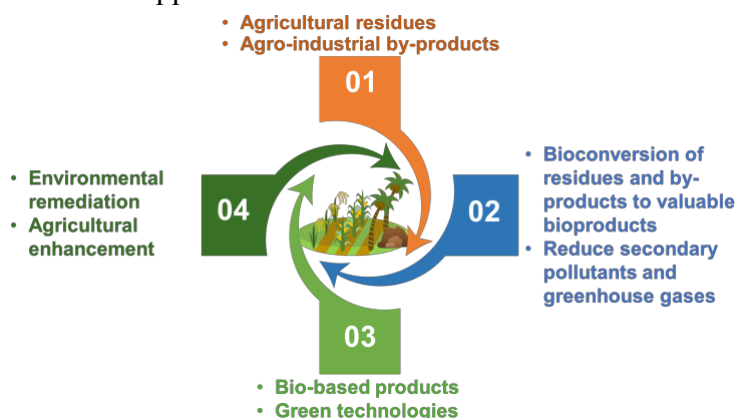 • Agricultural residues
• Agro-industrial by-products
01
• Environmental
remediation
• Agricultural
enhancement
04
02
• Bioconversion of
residues and by-
products to valuable
bioproducts
• Reduce secondary
pollutants and
greenhouse gases
03
• Bio-based products
• Green technologies